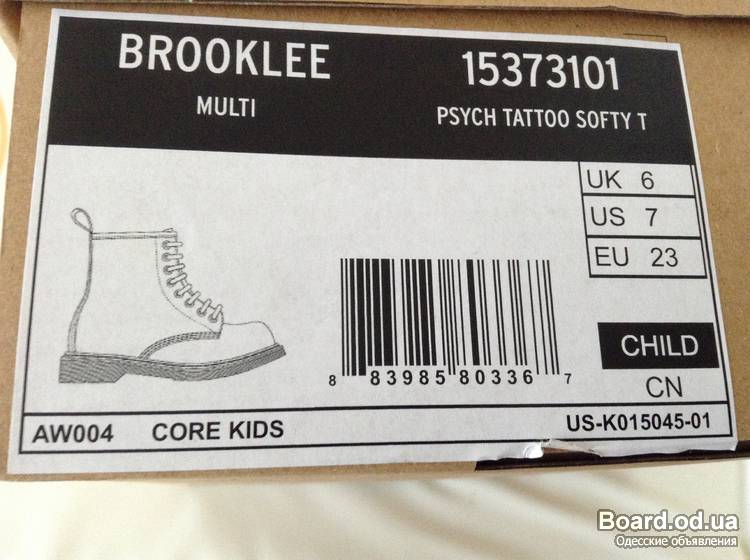 BROOKLEE 15373101
MULTI PSYCH TATTOO SOFTY T
UK 6
US 7
EU 23
CHILD
CN
8 83985 80336 7
AW004 CORE KIDS US-K015045-01
Board.od.ua
Одесские объявления